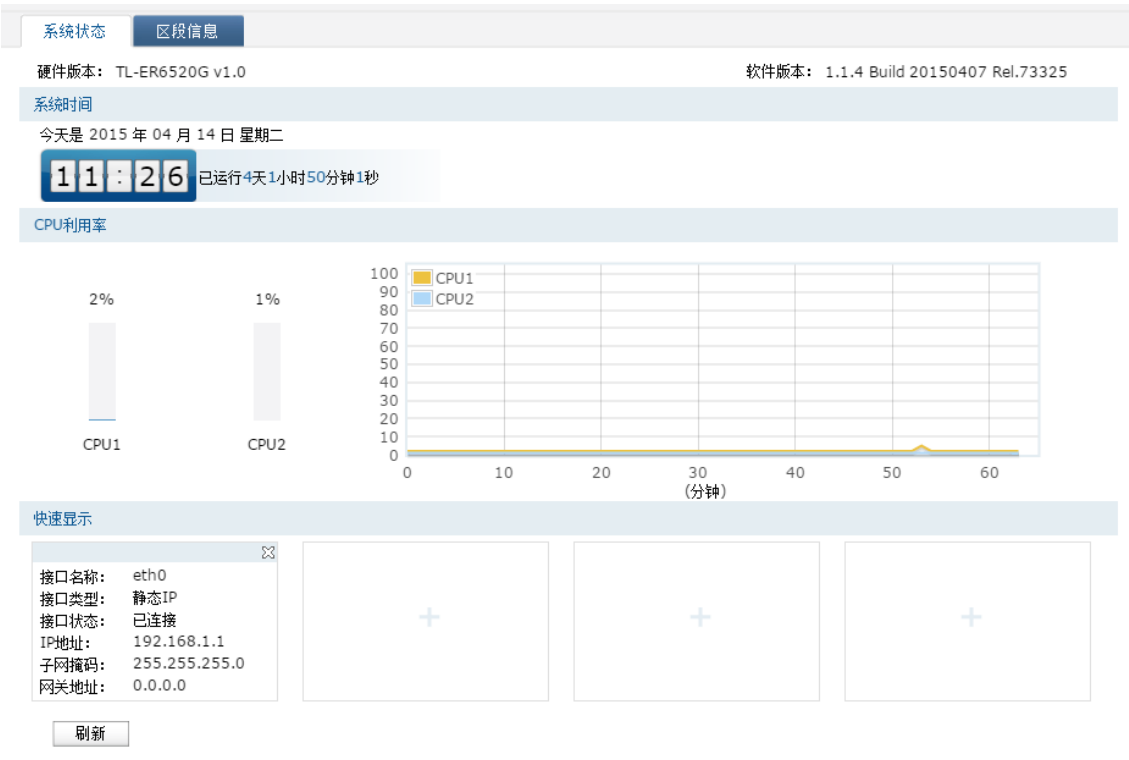 系统状态 区段信息
硬件版本： TL-ER6520G v1.0 软件版本： 1.1.4 Build 20150407 Rel.73325
系统时间
今天是 2015 年 04 月 14 日 星期二
11:26 已运行4天1小时50分钟1秒
CPU利用率
2% 1%
CPU1 CPU2
100
90
80
70
60
50
40
30
20
10
0
CPU1
CPU2
0 10 20 30 40 50 60
(分钟)
快速显示
接口名称： eth0
接口类型： 静态IP
接口状态： 已连接
IP地址： 192.168.1.1
子网掩码： 255.255.255.0
网关地址： 0.0.0.0
刷新